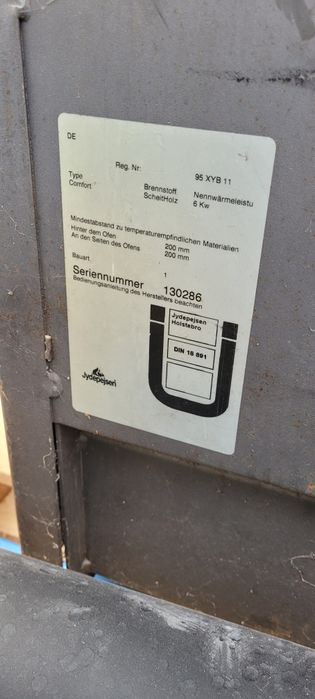 DE
Reg. Nr: 95 XYB 11
Type Brennstoff Nennwärmeleistu
Comfort ScheitHolz 6 Kw
Mindestabstand zu temperaturempfindlichen Materialien
Hinter dem Ofen 200 mm
An den Seiten des Ofens 200 mm
Bauart 1
Seriennummer 130286
Bedienungsanleitung des Herstellers beachten
Jydepejsen
Holstebro
DIN 18 891
Jydepejsen